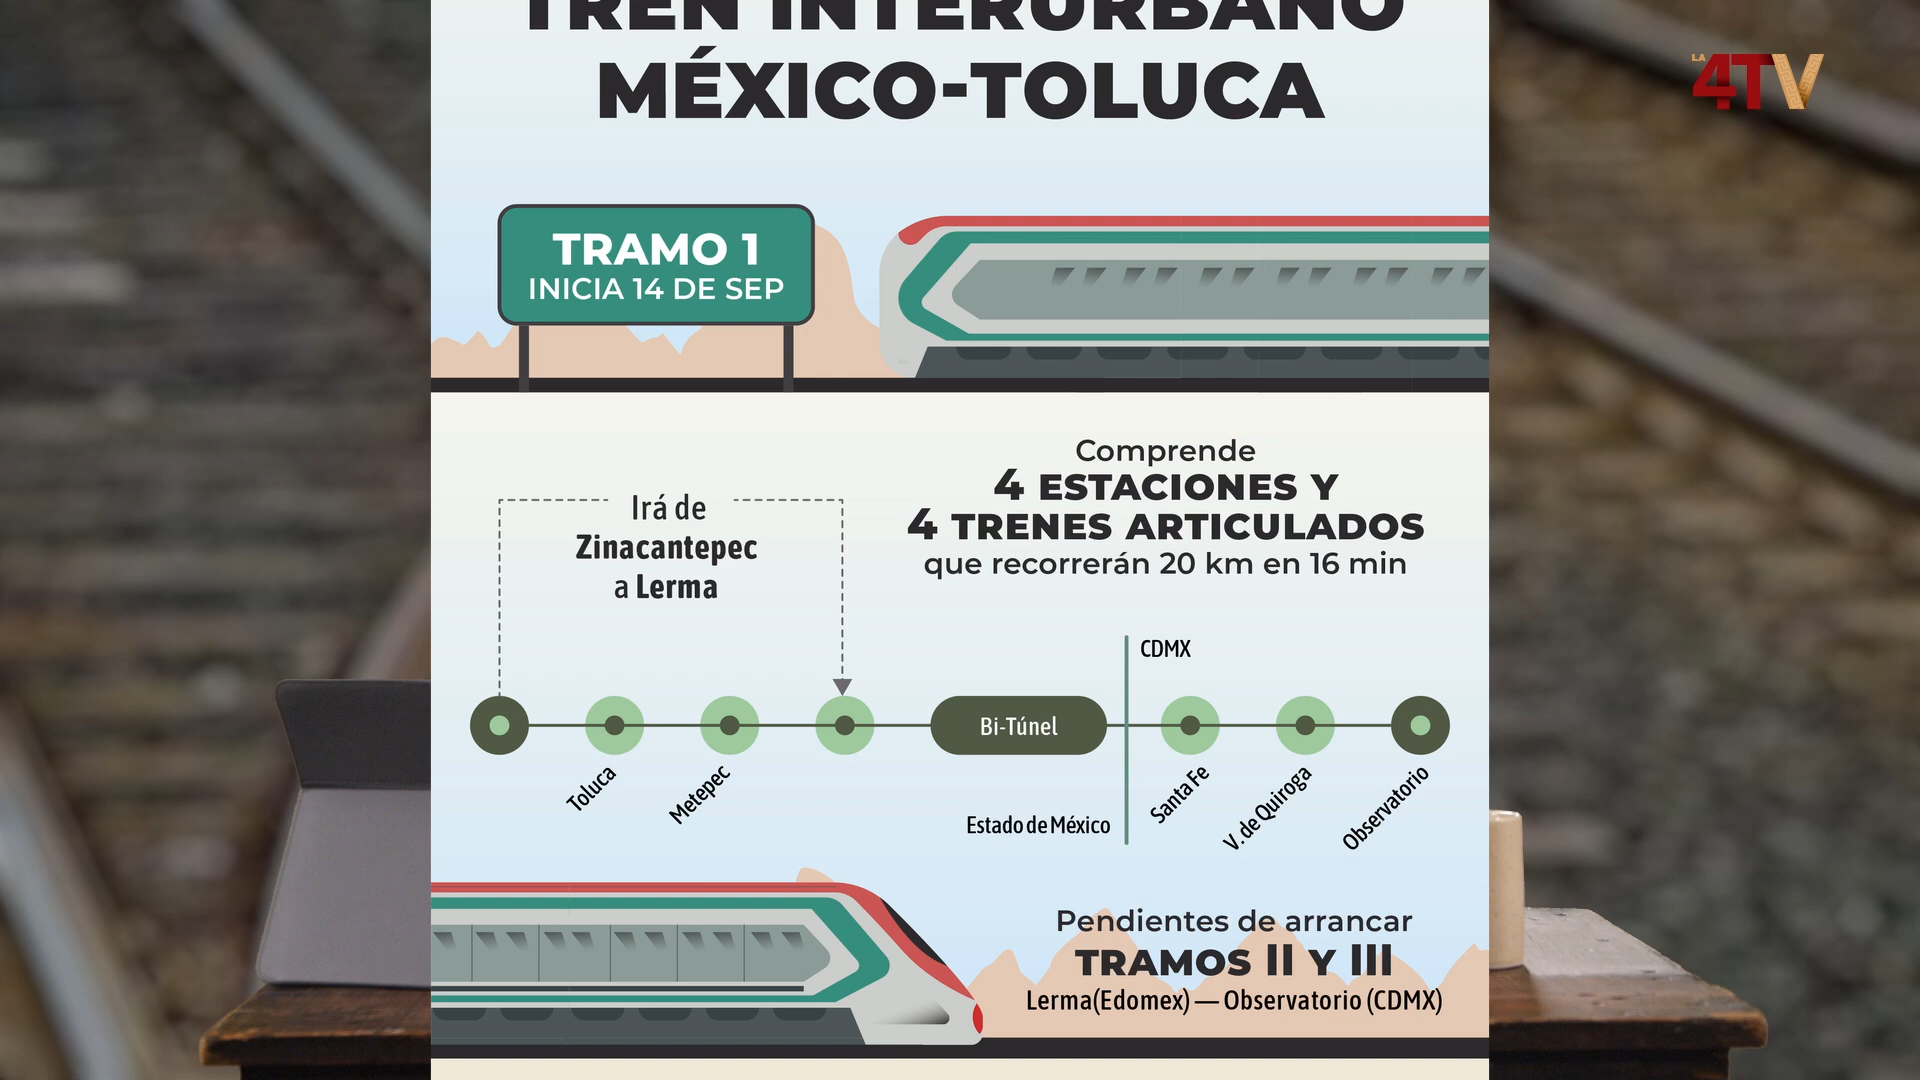 TREN INTERURBANO
MÉXICO-TOLUCA
LA
4TV
TRAMO 1
INICIA 14 DE SEP
Comprende
4 ESTACIONES Y
4 TRENES ARTICULADOS
que recorrerán 20 km en 16 min
Irá de
Zinacantepec
a Lerma
CDMX
Bi-Túnel
Toluca
Metepec
Estado de México
Santa Fe
V. de Quiroga
Observatorio
Pendientes de arrancar
TRAMOS II Y III
Lerma(Edomex) — Observatorio (CDMX)